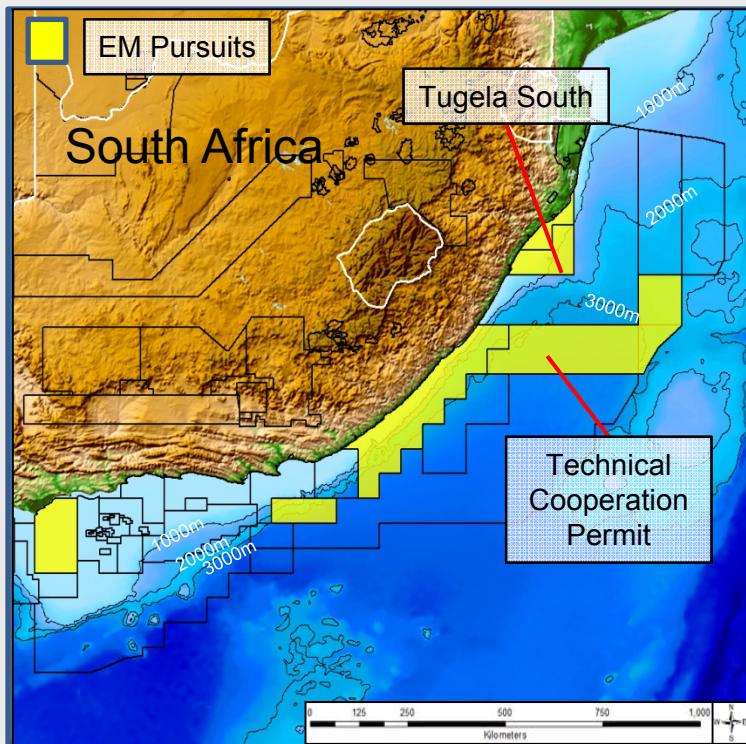 EM Pursuits
Tugela South
1000m
South Africa
2000m
3000m
Technical
Cooperation
Permit
1000m
2000m
3000m
0 125 250 500 750 1,000
Kilometers
N
W E
S